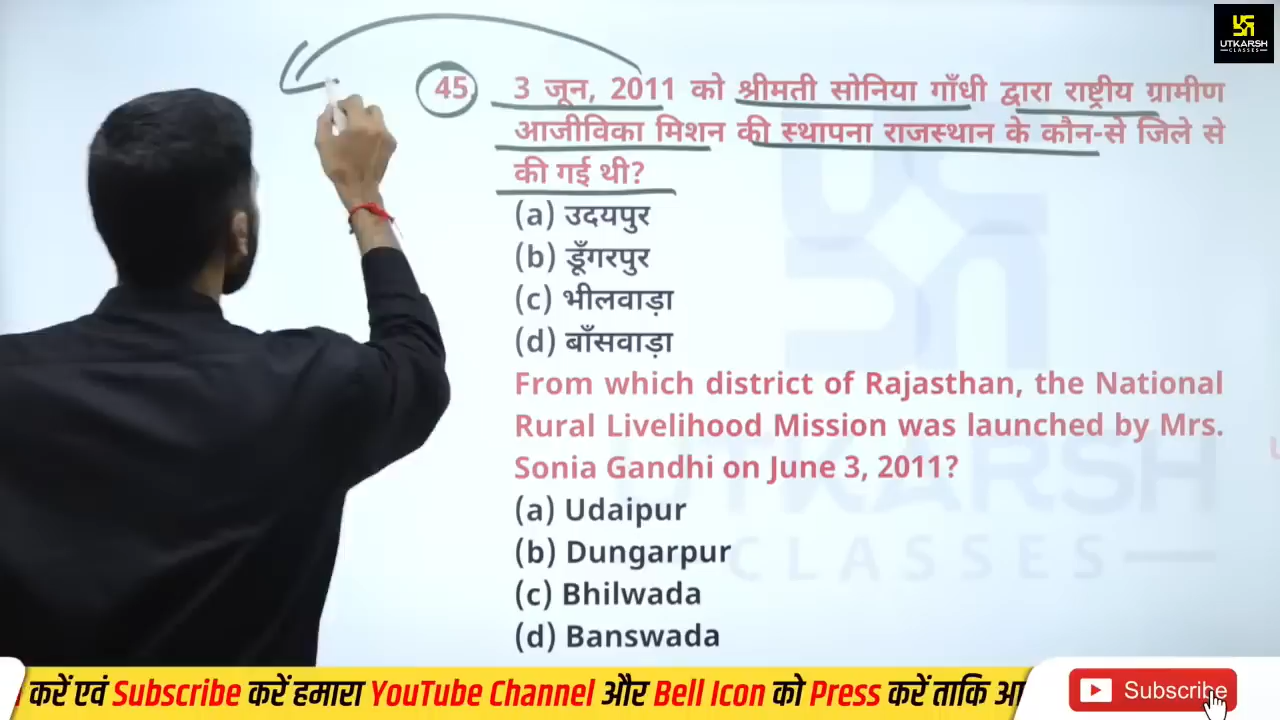 UTKARSH
CLASSES
45 3 जून, 2011 को श्रीमती सोनिया गाँधी द्वारा राष्ट्रीय ग्रामीण
आजीविका मिशन की स्थापना राजस्थान के कौन-से जिले से
की गई थी?
(a) उदयपुर
(b) डूँगरपुर
(c) भीलवाड़ा
(d) बाँसवाड़ा
From which district of Rajasthan, the National
Rural Livelihood Mission was launched by Mrs.
Sonia Gandhi on June 3, 2011?
(a) Udaipur
(b) Dungarpur
(c) Bhilwada
(d) Banswada
UTKARSH
CLASSES
करें एवं Subscribe करें हमारा YouTube Channel और Bell Icon को Press करें ताकि
Subscribe